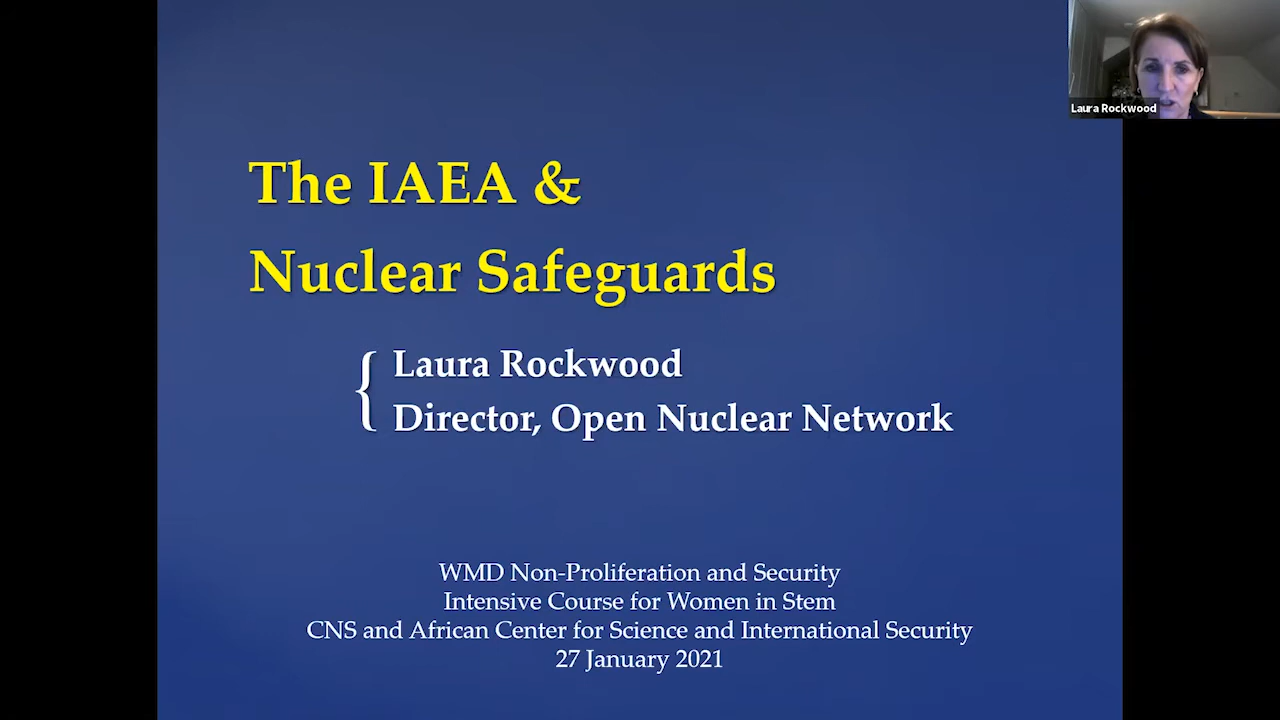 The IAEA &
Nuclear Safeguards
{ Laura Rockwood
Director, Open Nuclear Network
WMD Non-Proliferation and Security
Intensive Course for Women in Stem
CNS and African Center for Science and International Security
27 January 2021
Laura Rockwood